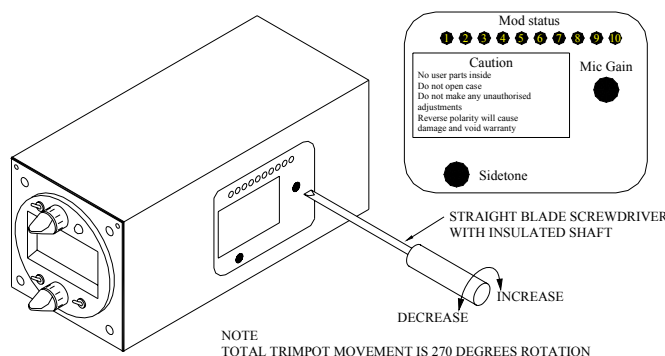 Mod status
1 2 3 4 5 6 7 8 9 10
Caution
No user parts inside
Do not open case
Do not make any unauthorised
adjustments
Reverse polarity will cause
damage and void warranty
Mic Gain
Sidetone
STRAIGHT BLADE SCREWDRIVER
WITH INSULATED SHAFT
INCREASE
DECREASE
NOTE
TOTAL TRIMPOT MOVEMENT IS 270 DEGREES ROTATION